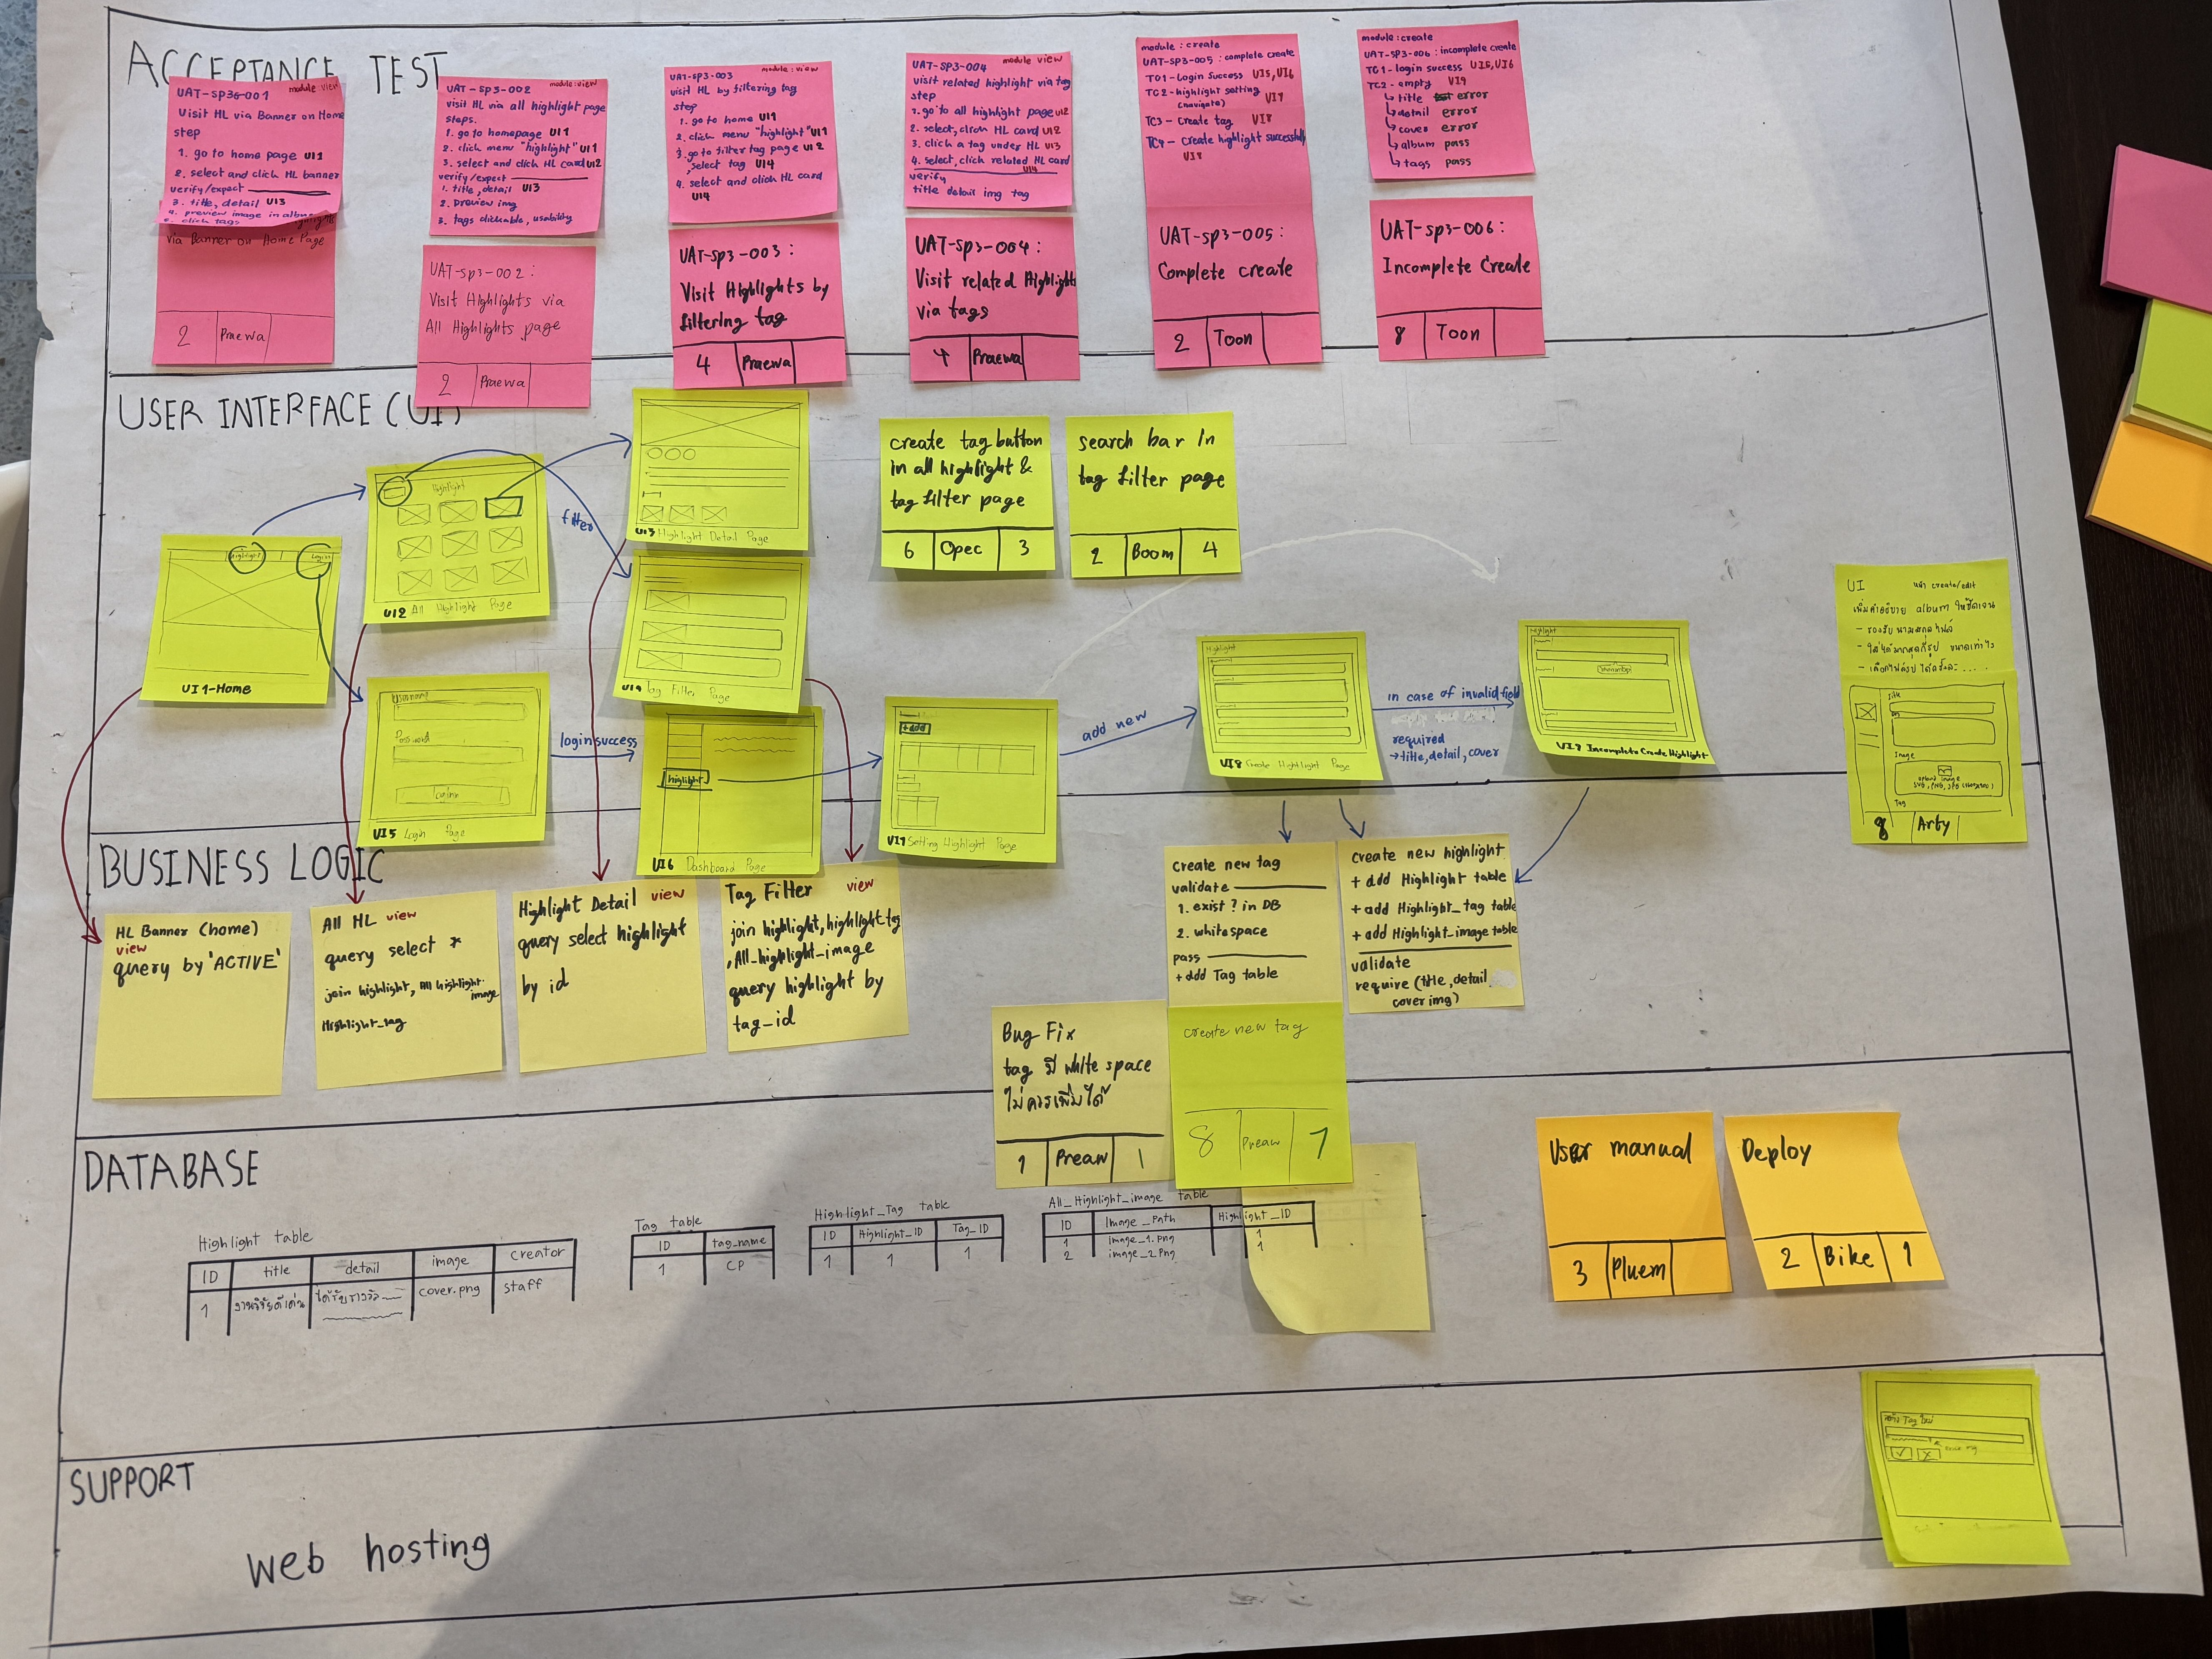 ACCEPTANCE TEST
module: view
UAT-SP36-001
Visit HL via Banner on Home
step
1. go to home page UI1
2. select and click HL banner
verify/expect
3. title, detail UI3
4. preview image in album
5. click tags
via Banner on Home Page
2 Praewa
module: view
UAT-SP3-002
visit HL via all highlight page
steps.
1. go to homepage UI1
2. click menu "highlight" UI1
3. select and click HL card UI2
verify/expect
1. title, detail UI3
2. preview img
3. tags clickable, usability
UAT-sp3-002:
Visit Highlights via
All Highlights page
2 Praewa
module: view
UAT-SP3-003
visit HL by filtering tag
step
1. go to home UI1
2. click menu "highlight" UI1
3. go to filter tag page UI2
, select tag UI4
4. select and click HL card
UI4
UAT-sp3-003:
Visit Highlights by
filtering tag
4 Praewa
UAT-SP3-004 module view
visit related highlight via tag
step
1. go to all highlight page UI2
2. select, click HL card UI2
3. click a tag under HL UI3
4. select, click related HL card
UI4
verify
title detail img tag
UAT-sp3-004:
Visit related Highlights
via tags
4 Praewa
module: create
UAT-SP3-005: complete create
TC1-Login Success UI5,UI6
TC2-highlight setting UI7
(navigate)
TC3-Create tag UI8
TC4-Create highlight successfully
UI8
UAT-sp3-005:
Complete create
2 Toon
module: create
UAT-SP3-006: incomplete create
TC1-login success UI5,UI6
TC2-empty UI9
↳ title error
↳ detail error
↳ cover error
↳ album pass
↳ tags pass
UAT-sp3-006:
Incomplete Create
8 Toon
USER INTERFACE (UI)
Highlight
Login
UI1-Home
Highlight
UI2 All Highlight Page
filter
UI3 Highlight Detail Page
UI4 Tag Filter Page
Username
Password
Login
UI5 Login Page
login success
highlight
UI6 Dashboard Page
+add
UI7 Setting Highlight Page
create tag button
in all highlight &
tag filter page
6 Opec 3
search bar in
tag filter page
2 Boom 4
add new
Highlight
UI8 Create Highlight Page
in case of invalid field
required
→ title, detail, cover
Highlight
UI9 Incomplete Create Highlight
UI หน้า create/edit
เพิ่มคำอธิบาย album ให้ชัดเจน
- รองรับนามสกุลไฟล์
- ใส่ได้มากสุดกี่รูป ขนาดเท่าไร
title
Image
upload image
Tag
8 Arty
BUSINESS LOGIC
HL Banner (home)
view
query by 'ACTIVE'
All HL view
query select *
join highlight, All highlight
image
Highlight_tag
Highlight Detail view
query select highlight
by id
Tag Filter view
join highlight, highlight tag
, All_highlight_image
query highlight by
tag_id
create new tag
validate
1. exist? in DB
2. whitespace
pass
+add Tag table
create new highlight
+ add Highlight table
+ add Highlight_tag table
+ add Highlight_image table
validate
require (title, detail
cover img)
Bug Fix
tag มี white space
ไม่ควรเพิ่มได้
1 Preaw 1
create new tag
8 Preaw 7
DATABASE
Highlight table
ID title detail image creator
1 งานวิจัยดีเด่น ได้รับรางวัล cover.png staff
Tag table
ID tag_name
1 CP
Highlight_Tag table
ID Highlight_ID Tag_ID
1 1 1
All_Highlight_image table
ID Image_Path Highlight_ID
1 image_1.png 1
2 image_2.png 1
User manual
3 Pluem
Deploy
2 Bike 1
SUPPORT
web hosting
สร้าง Tag ใหม่